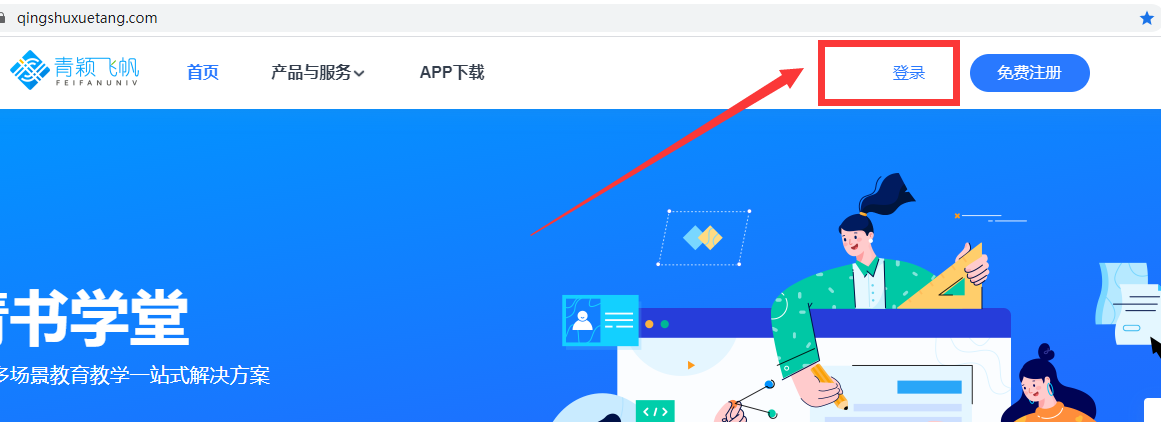 qingshuxuetang.com
青颖飞帆
FEIFANUNIV
首页
产品与服务
APP下载
登录
免费注册
书学堂
场景教育教学一站式解决方案